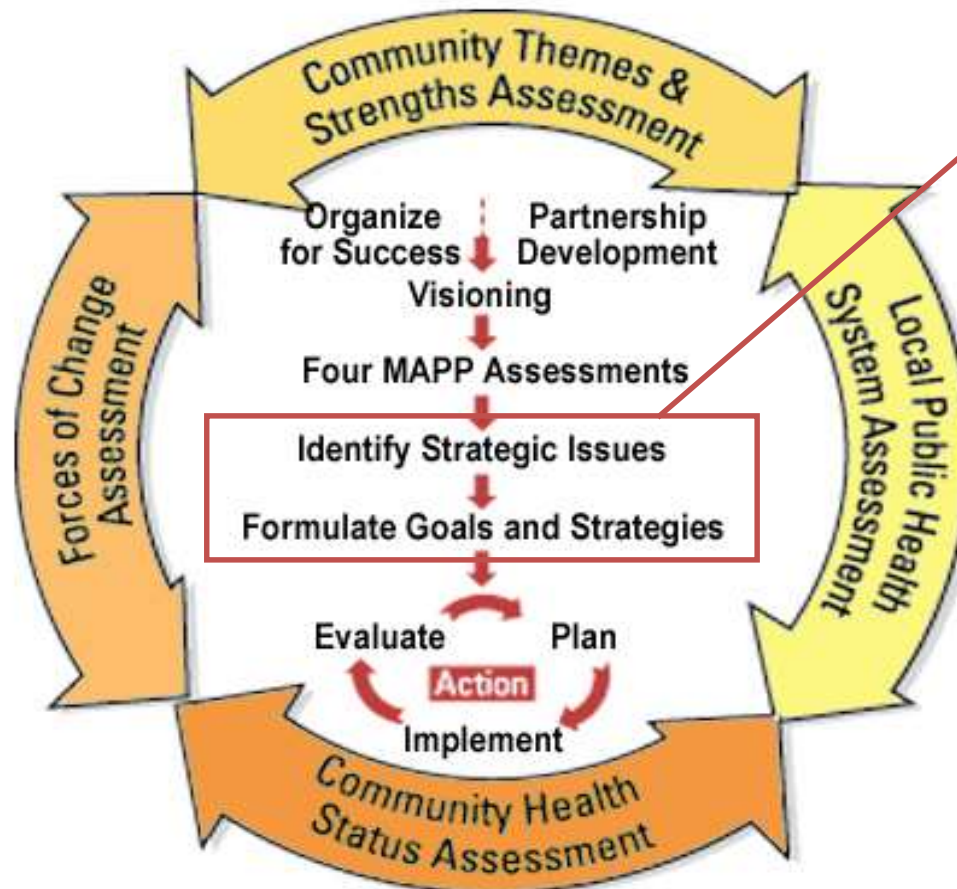 Community Themes &
Strengths Assessment
Organize
for Success
Partnership
Development
Visioning
Four MAPP Assessments
Identify Strategic Issues
Formulate Goals and Strategies
Evaluate
Plan
Action
Implement
Forces of Change
Assessment
Local Public Health
System Assessment
Community Health
Status Assessment